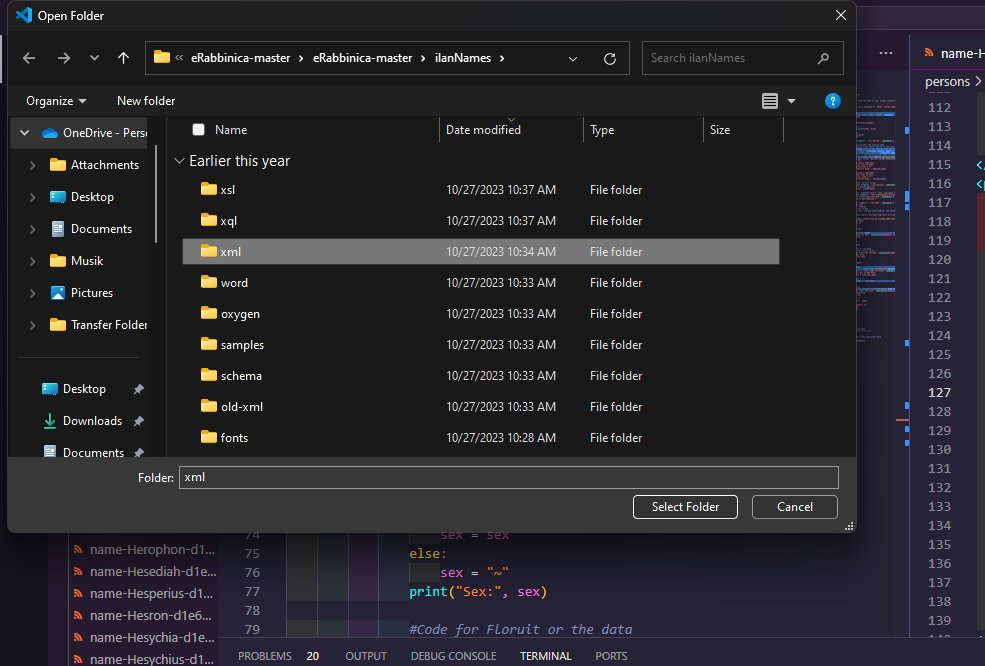 Open Folder
eRabbinica-master > eRabbinica-master > ilanNames >
Search ilanNames
name-H
Organize New folder
persons >
OneDrive - Perso
Name Date modified Type Size
Attachments
Desktop
Documents
Musik
Pictures
Transfer Folder
Desktop
Downloads
Documents
Earlier this year
xsl 10/27/2023 10:37 AM File folder
xql 10/27/2023 10:37 AM File folder
xml 10/27/2023 10:34 AM File folder
word 10/27/2023 10:33 AM File folder
oxygen 10/27/2023 10:33 AM File folder
samples 10/27/2023 10:33 AM File folder
schema 10/27/2023 10:33 AM File folder
old-xml 10/27/2023 10:33 AM File folder
fonts 10/27/2023 10:28 AM File folder
Folder: xml
Select Folder Cancel
name-Herophon-d1...
name-Hesediah-d1e...
name-Hesperius-d1...
name-Hesron-d1e6...
name-Hesychia-d1e...
name-Hesychius-d1...
74 sex = sex
75 else:
76 sex = "~"
77 print("Sex:", sex)
78
79 #Code for Floruit or the data
112
113
114
115 </
116 <p
117
118
119
120
121
122
123
124
125
126
127
128
129
130
131
132
133
134
135
136
137
138
139
PROBLEMS 20 OUTPUT DEBUG CONSOLE TERMINAL PORTS